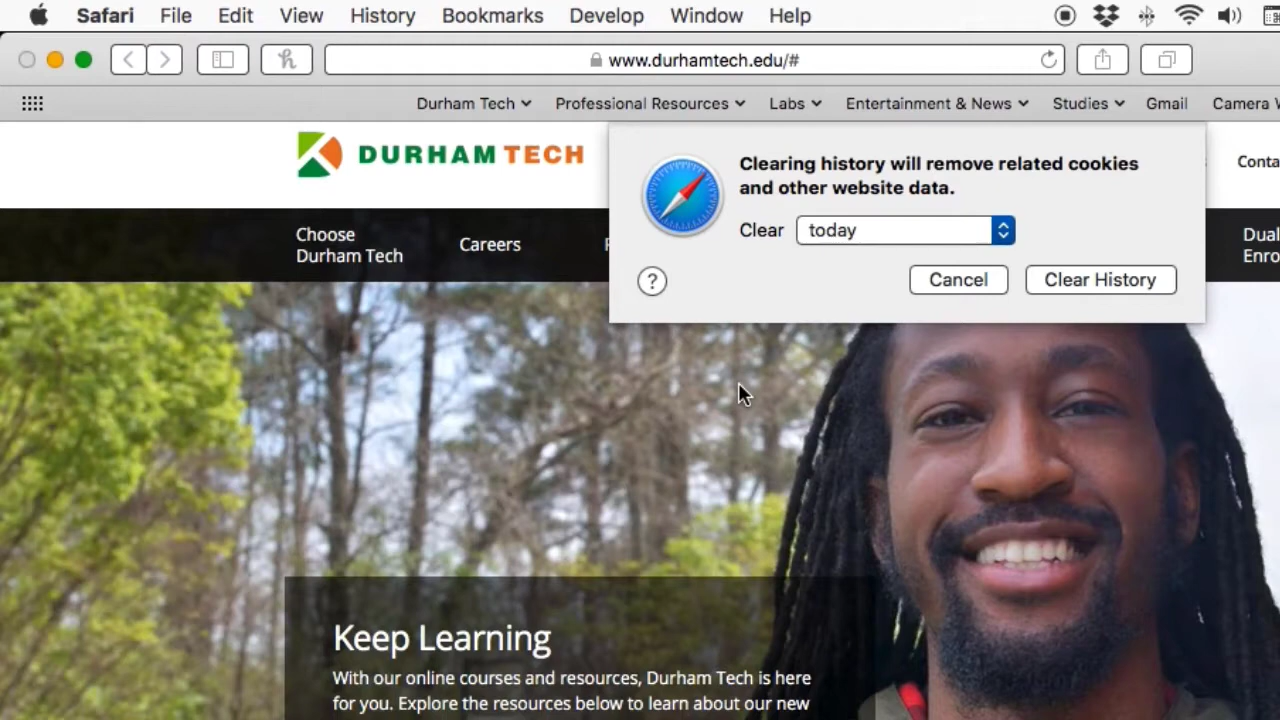 Safari File Edit View History Bookmarks Develop Window Help
www.durhamtech.edu/#
Durham Tech Professional Resources Labs Entertainment & News Studies Gmail Camera
DURHAM TECH
Clearing history will remove related cookies
and other website data.
Clear today
? Cancel Clear History
Choose
Durham Tech
Careers
Dual
Keep Learning
With our online courses and resources, Durham Tech is here
for you. Explore the resources below to learn about our new